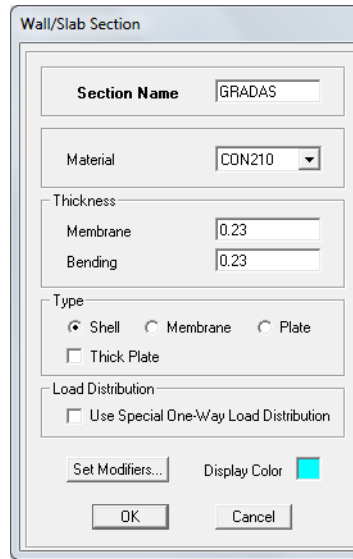 Wall/Slab Section
Section Name GRADAS
Material CON210
Thickness
Membrane 0.23
Bending 0.23
Type
Shell Membrane Plate
Thick Plate
Load Distribution
Use Special One-Way Load Distribution
Set Modifiers... Display Color
OK Cancel